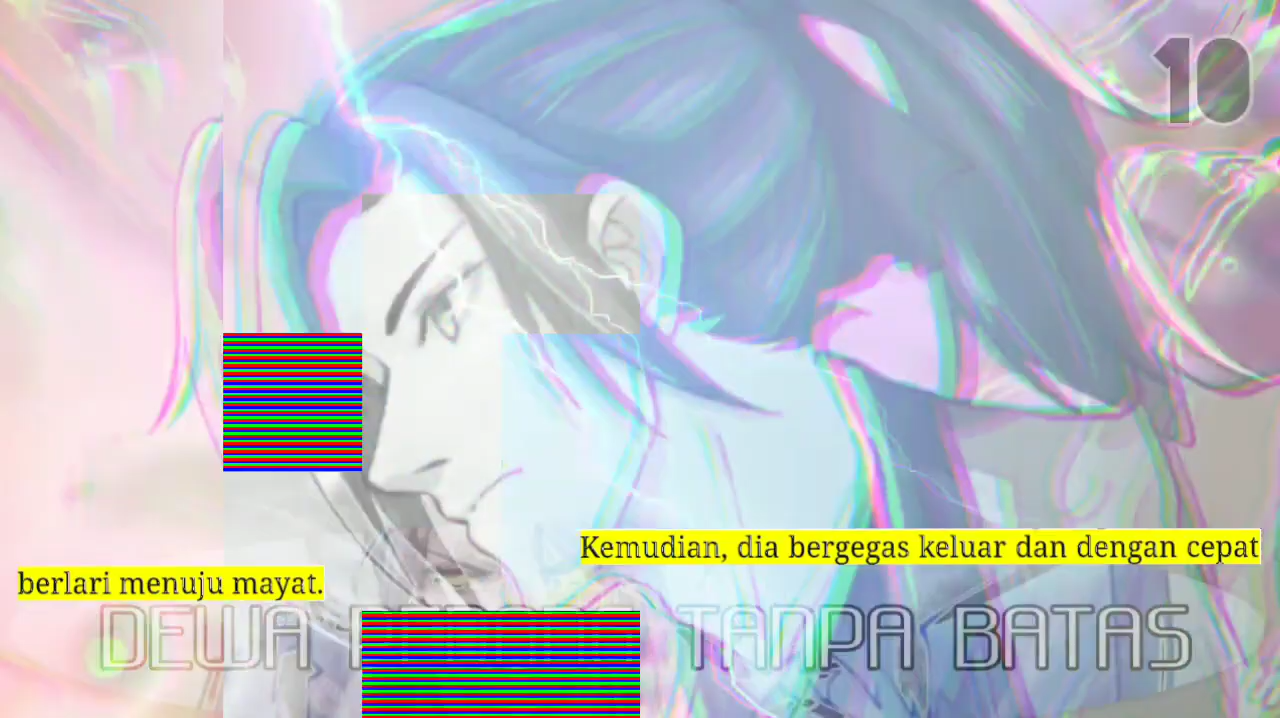 10
Kemudian, dia bergegas keluar dan dengan cepat
berlari menuju mayat.
DEWA TANPA BATAS